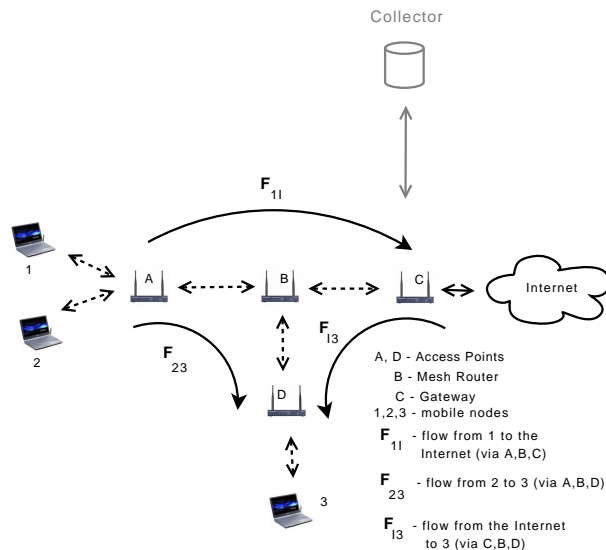 Collector
F1I
1
A
B
C
Internet
2
F23
FI3
D
3
A, D - Access Points
B - Mesh Router
C - Gateway
1,2,3 - mobile nodes
F1I - flow from 1 to the
Internet (via A,B,C)
F23 - flow from 2 to 3 (via A,B,D)
FI3 - flow from the Internet
to 3 (via C,B,D)